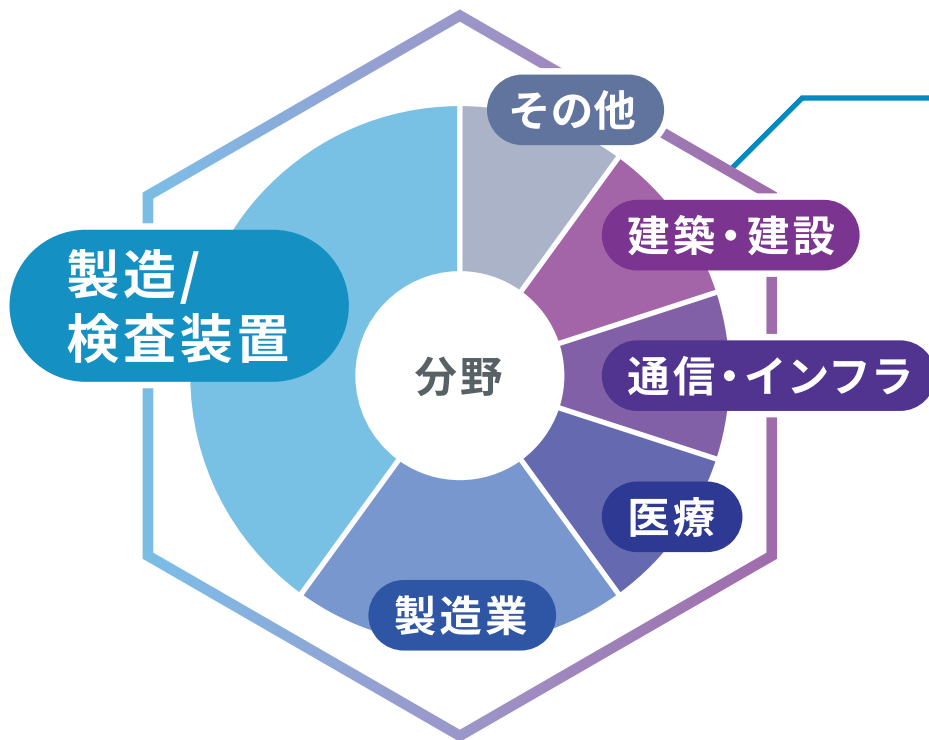 その他
建築・建設
製造/
検査装置
通信・インフラ
分野
医療
製造業